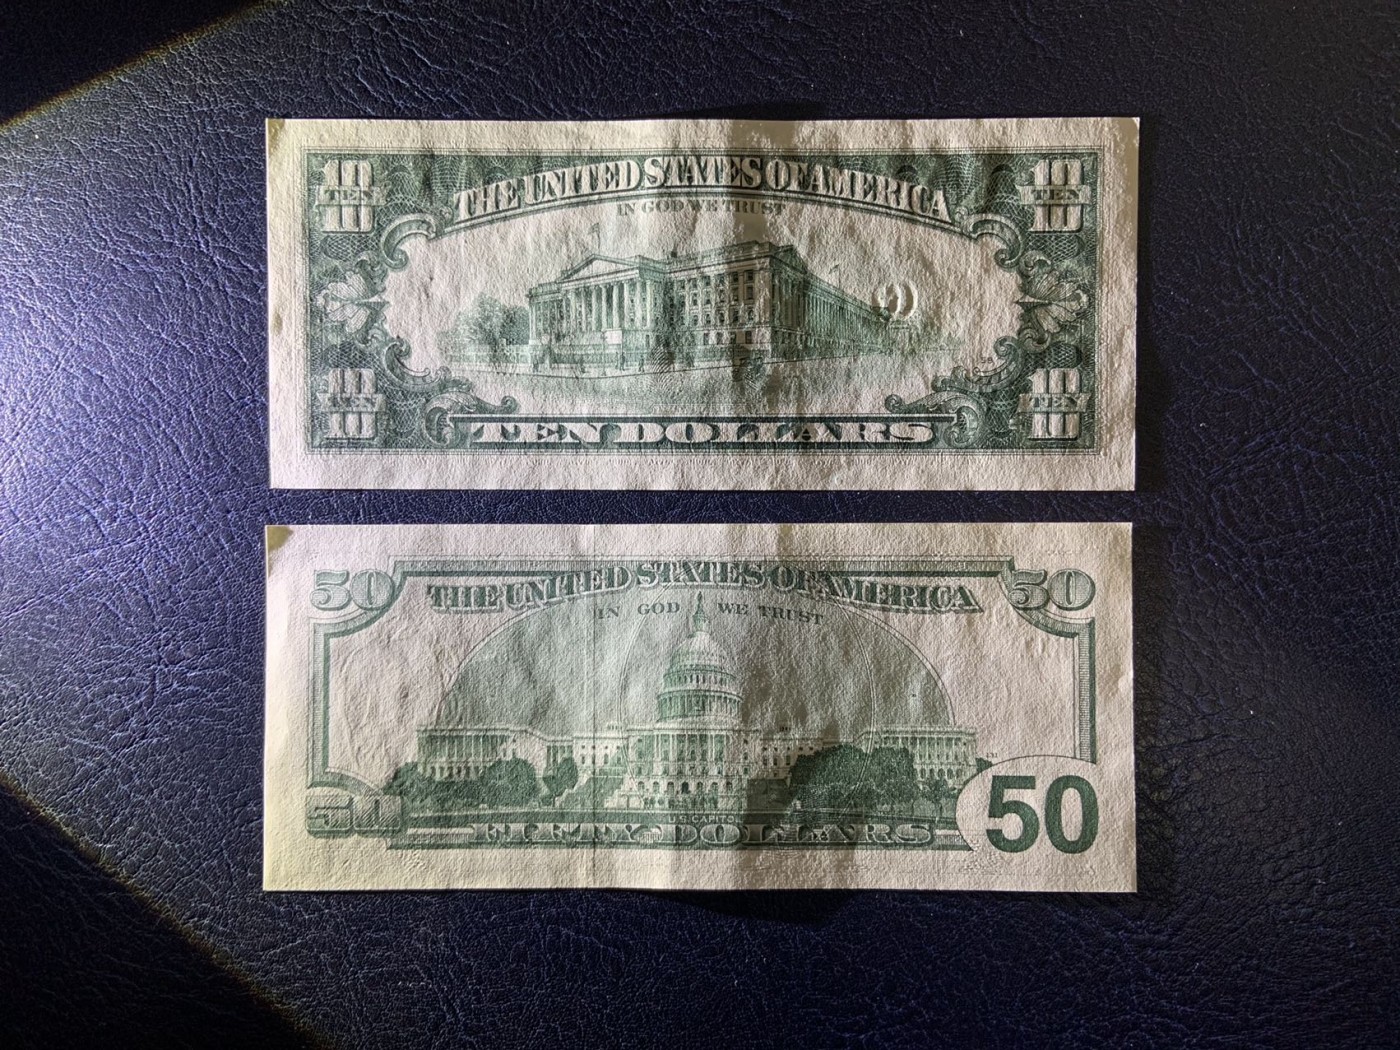 10 10
TEN TEN
THE UNITED STATES OF AMERICA
IN GOD WE TRUST
10 10
TEN TEN
TEN DOLLARS
50 50
THE UNITED STATES OF AMERICA
IN GOD WE TRUST
50
U.S. CAPITOL
FIFTY DOLLARS
50